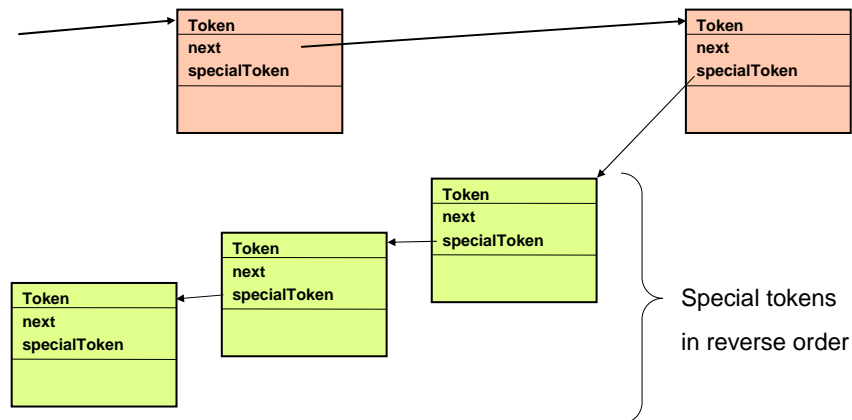 Token
next
specialToken
Token
next
specialToken
Token
next
specialToken
Token
next
specialToken
Token
next
specialToken
Special tokens
in reverse order